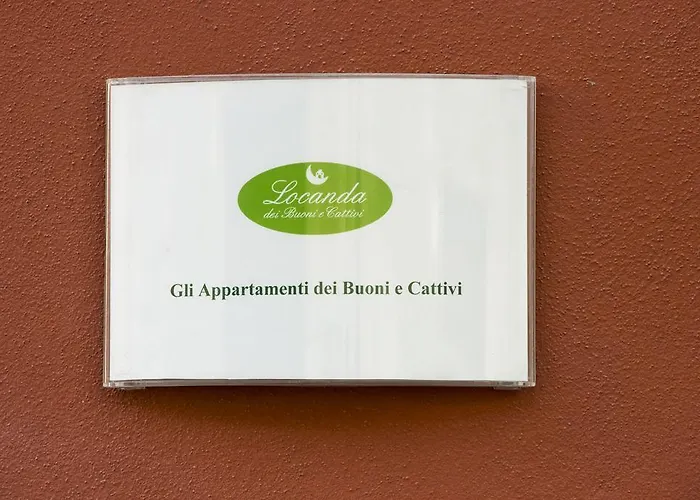 Locanda
dei Buoni e Cattivi
Gli Appartamenti dei Buoni e Cattivi